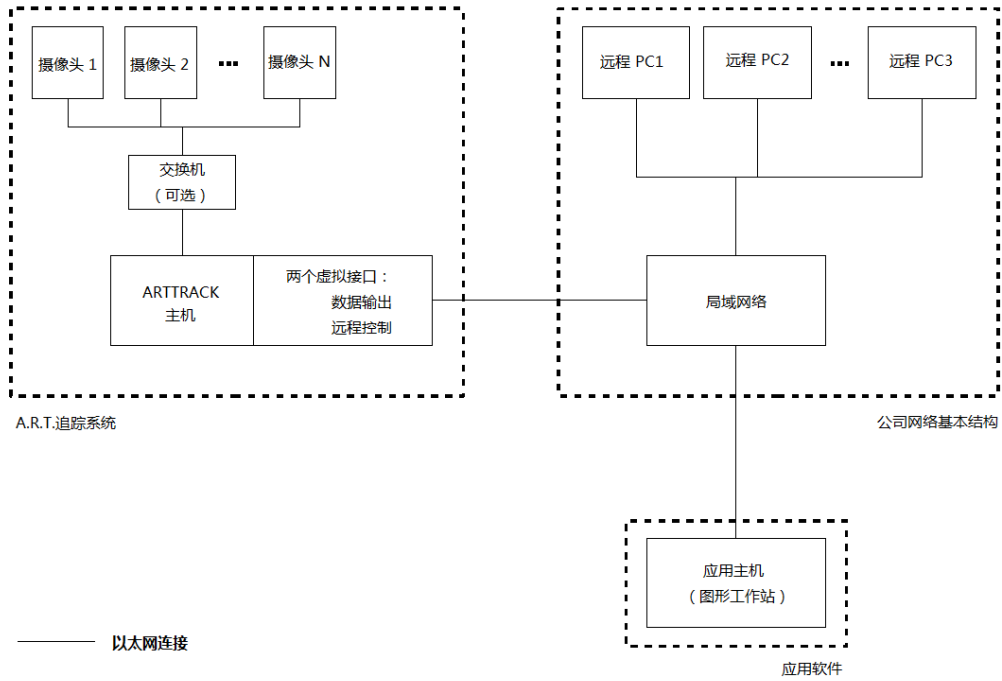 摄像头 1
摄像头 2
摄像头 N
远程 PC1
远程 PC2
远程 PC3
交换机
（可选）
ARTTRACK
主机
两个虚拟接口：
数据输出
远程控制
局域网络
A.R.T.追踪系统
公司网络基本结构
应用主机
（图形工作站）
以太网连接
应用软件